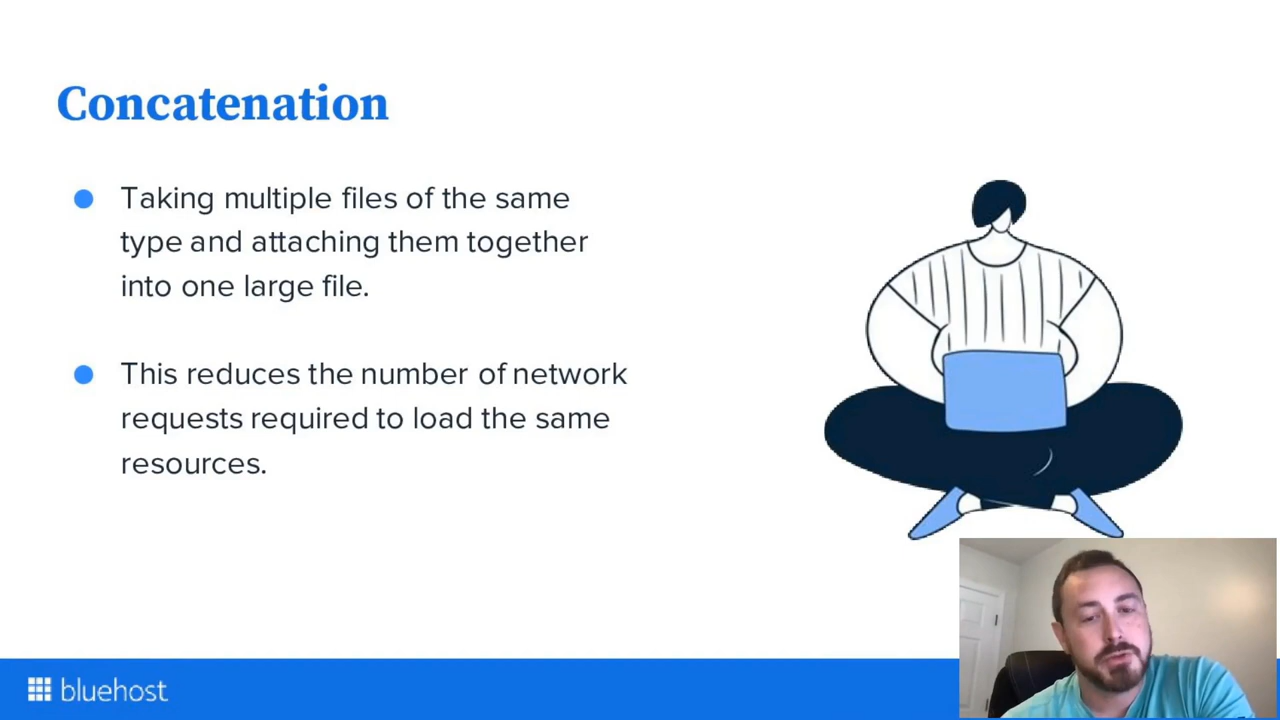 Concatenation
Taking multiple files of the same
type and attaching them together
into one large file.
This reduces the number of network
requests required to load the same
resources.
bluehost